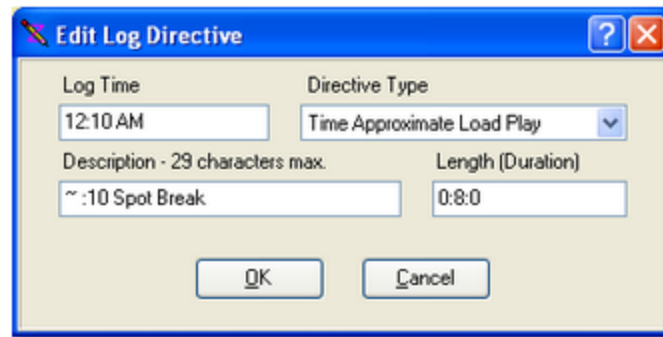 Edit Log Directive
Log Time Directive Type
12:10 AM Time Approximate Load Play
Description - 29 characters max. Length (Duration)
~ :10 Spot Break 0:8:0
OK Cancel